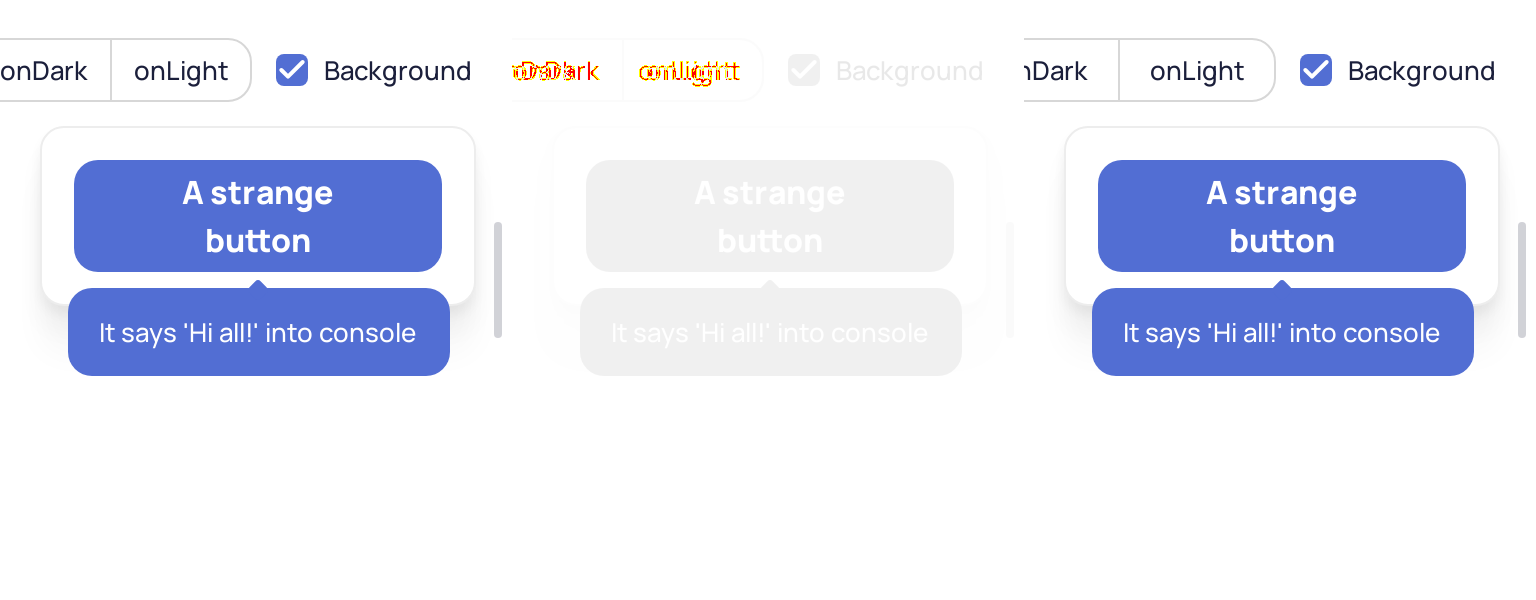 onDark onLight Background onDark onLight Background nDark onLight Background
A strange A strange A strange
button button button
It says 'Hi all!' into console It says 'Hi all!' into console It says 'Hi all!' into console